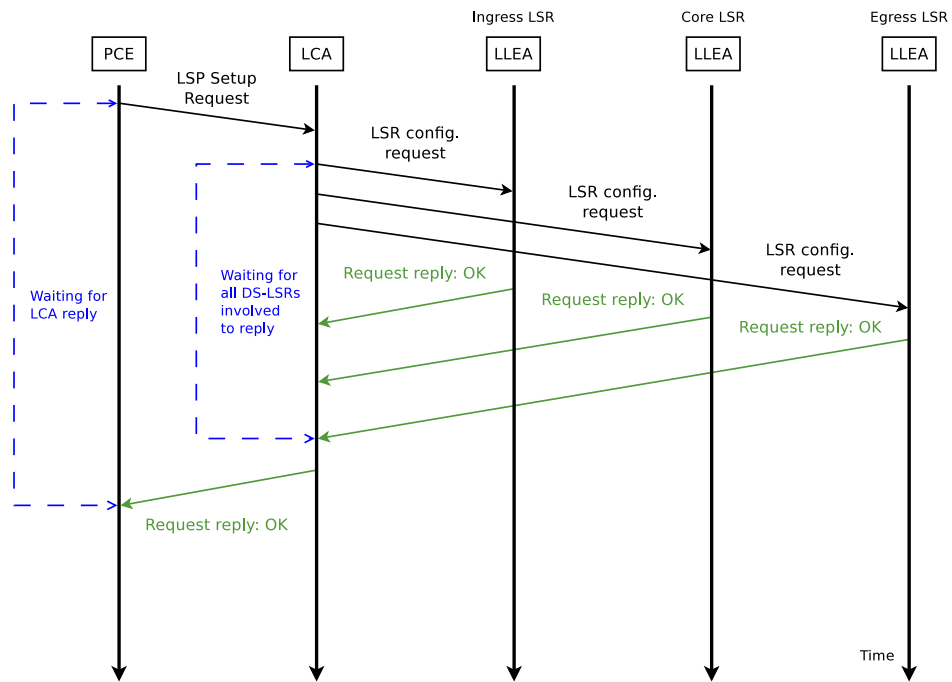 Ingress LSR
Core LSR
Egress LSR
PCE
LCA
LLEA
LLEA
LLEA
LSP Setup
Request
LSR config.
request
LSR config.
request
LSR config.
request
Request reply: OK
Request reply: OK
Request reply: OK
Waiting for
LCA reply
Waiting for
all DS-LSRs
involved
to reply
Request reply: OK
Time